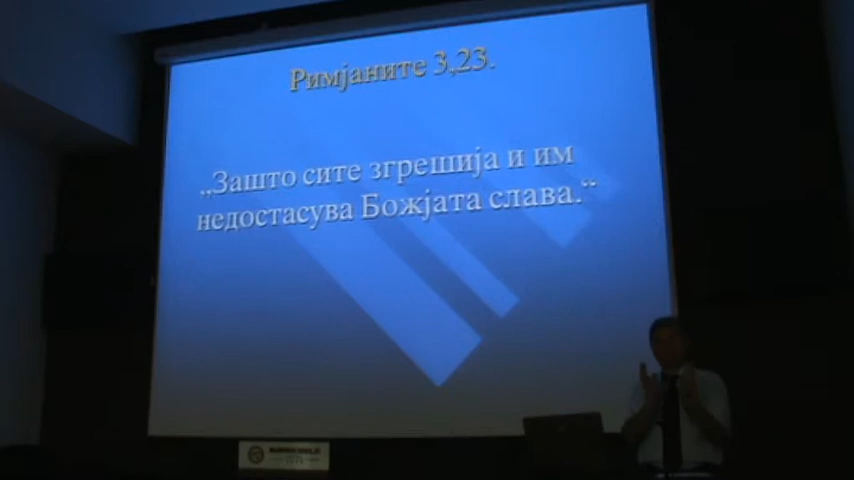 Римјаните 3,23.
„Зашто сите згрешија и им
недостасува Божјата слава.“